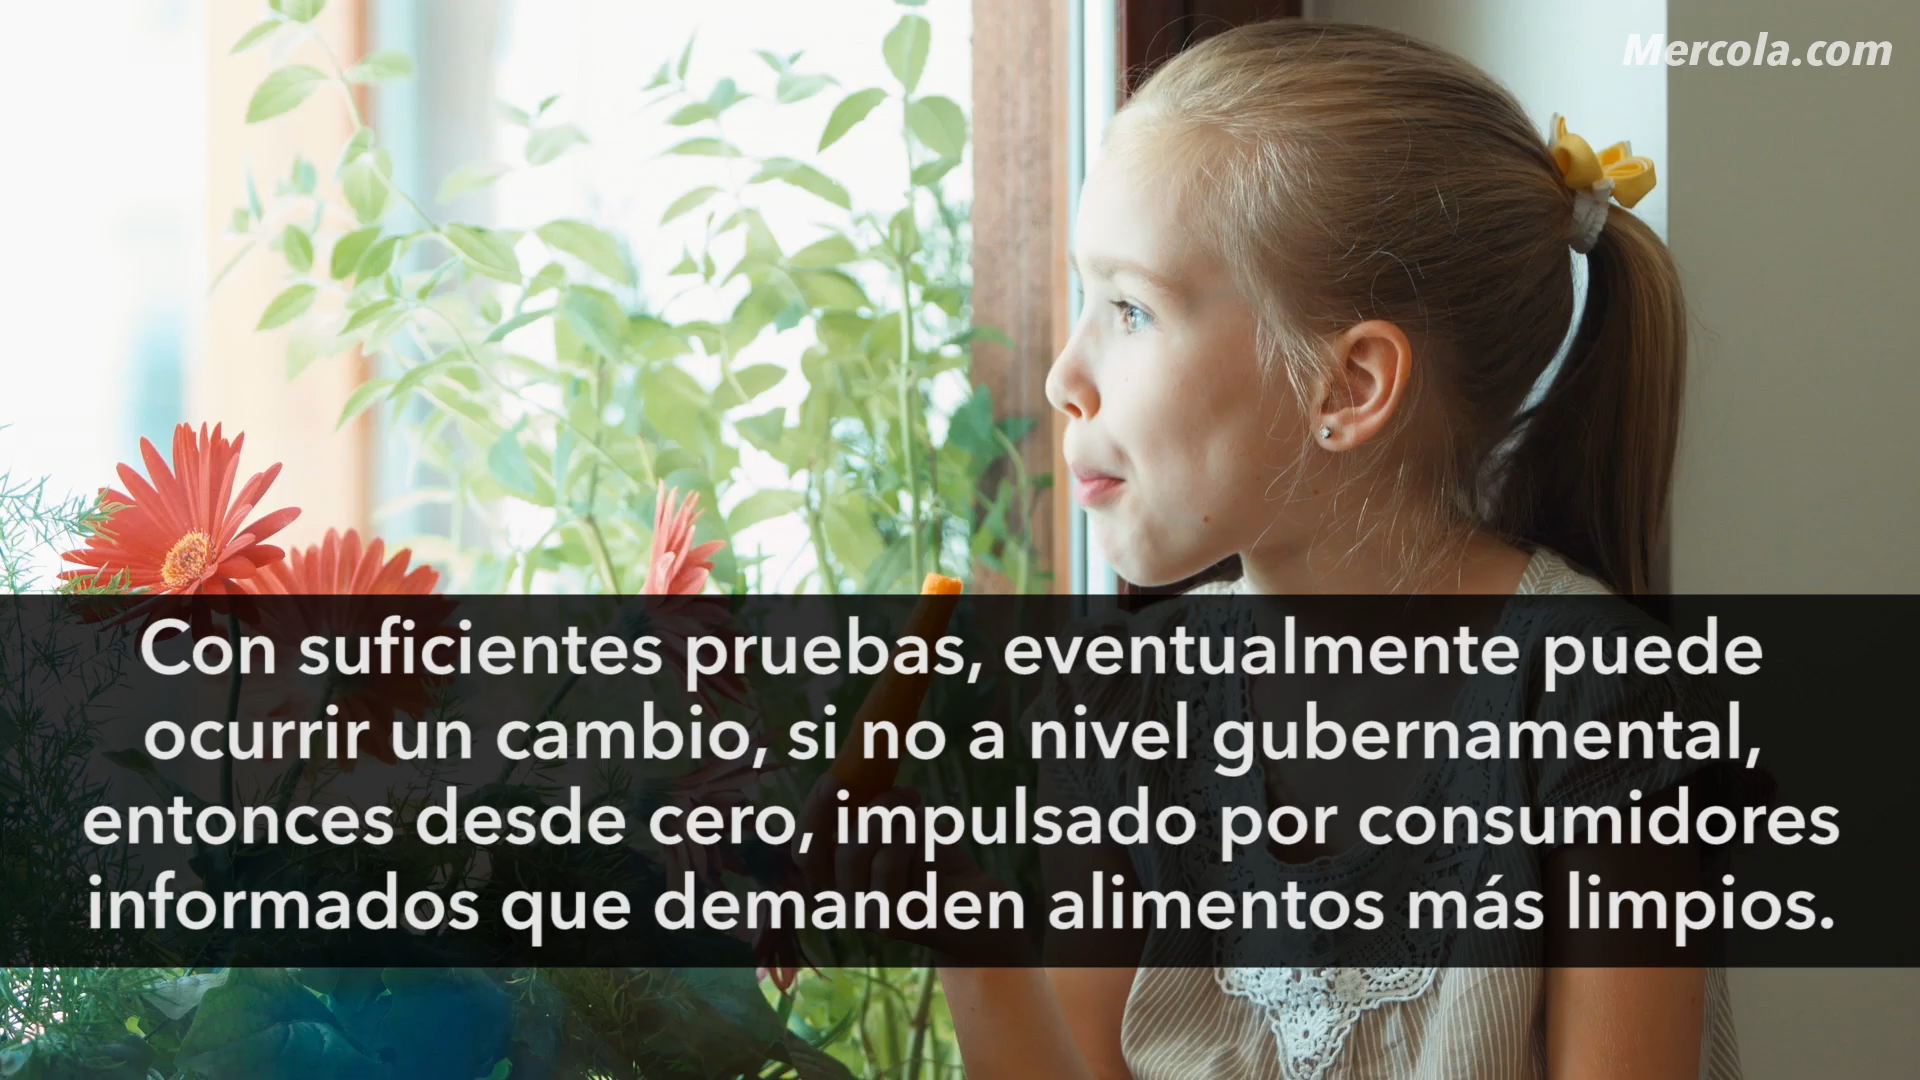 Mercola.com
Con suficientes pruebas, eventualmente puede
ocurrir un cambio, si no a nivel gubernamental,
entonces desde cero, impulsado por consumidores
informados que demanden alimentos más limpios.